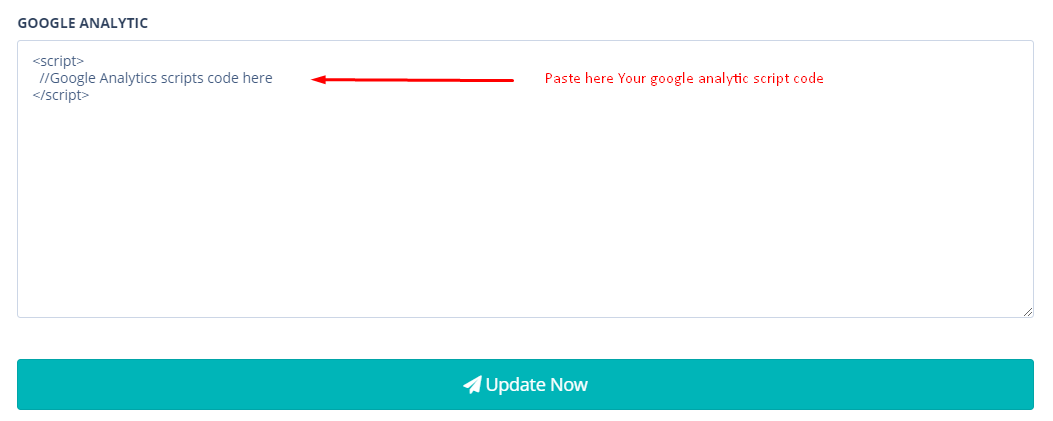 GOOGLE ANALYTIC
<script>
//Google Analytics scripts code here
Paste here Your google analytic script code
</script>
Update Now